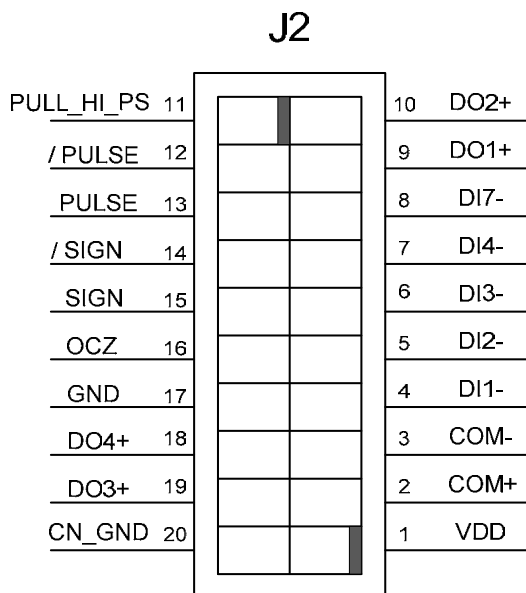 J2
PULL_HI_PS 11 10 DO2+
/ PULSE 12 9 DO1+
PULSE 13 8 DI7-
/ SIGN 14 7 DI4-
SIGN 15 6 DI3-
OCZ 16 5 DI2-
GND 17 4 DI1-
DO4+ 18 3 COM-
DO3+ 19 2 COM+
CN_GND 20 1 VDD